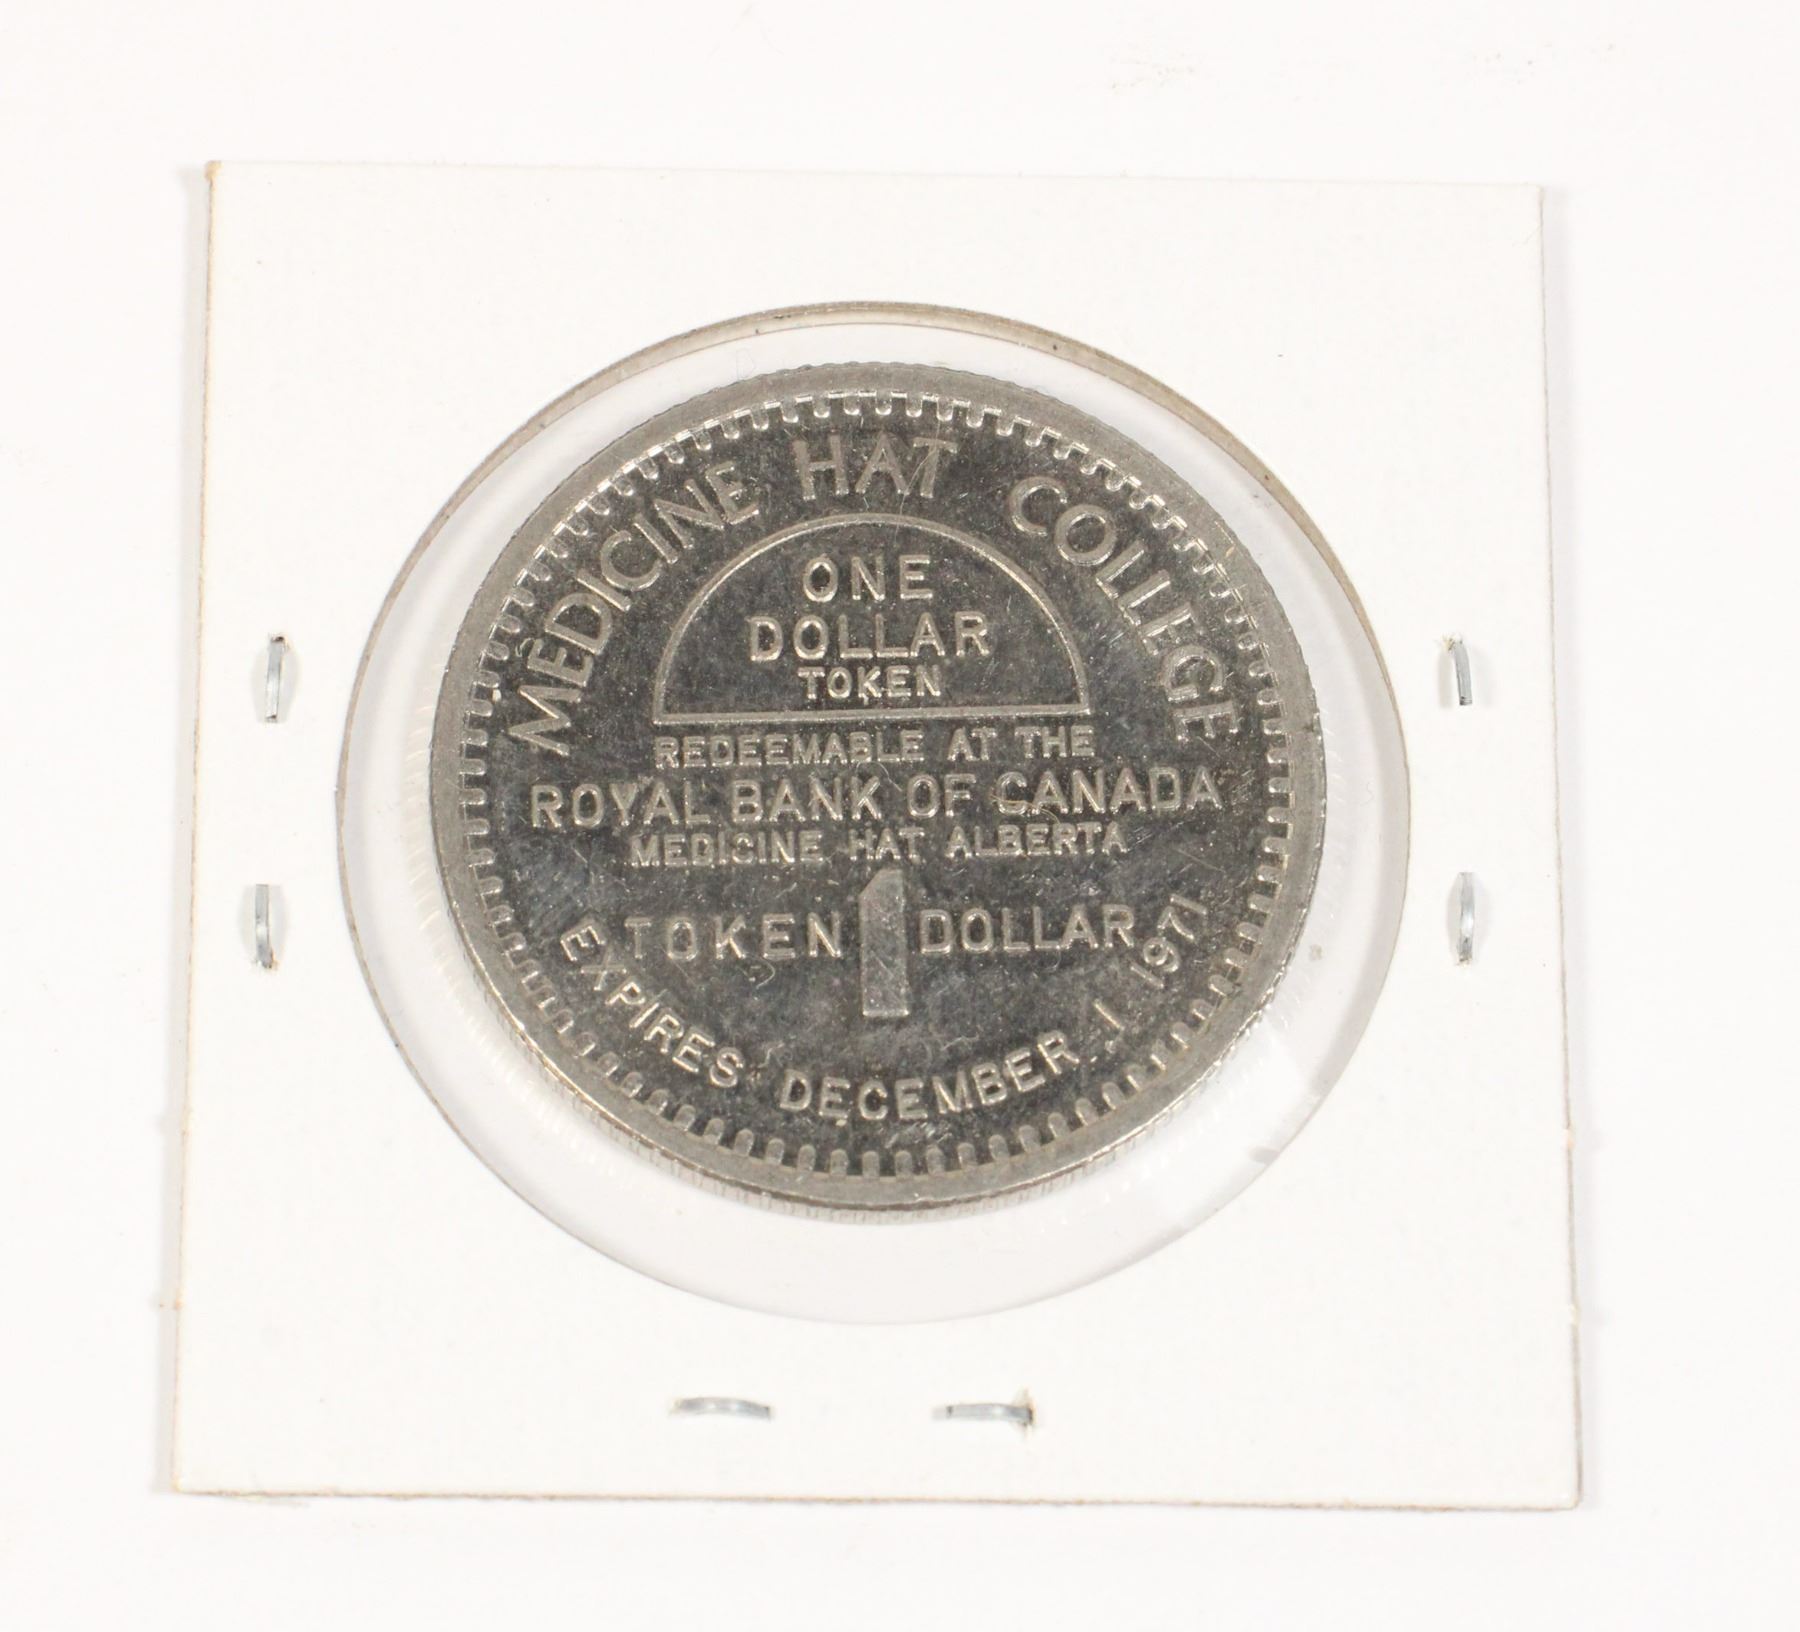 MEDICINE HAT COLLEGE
ONE
DOLLAR
TOKEN
REDEEMABLE AT THE
ROYAL BANK OF CANADA
MEDICINE HAT ALBERTA
TOKEN 1 DOLLAR
EXPIRES DECEMBER 1 1971